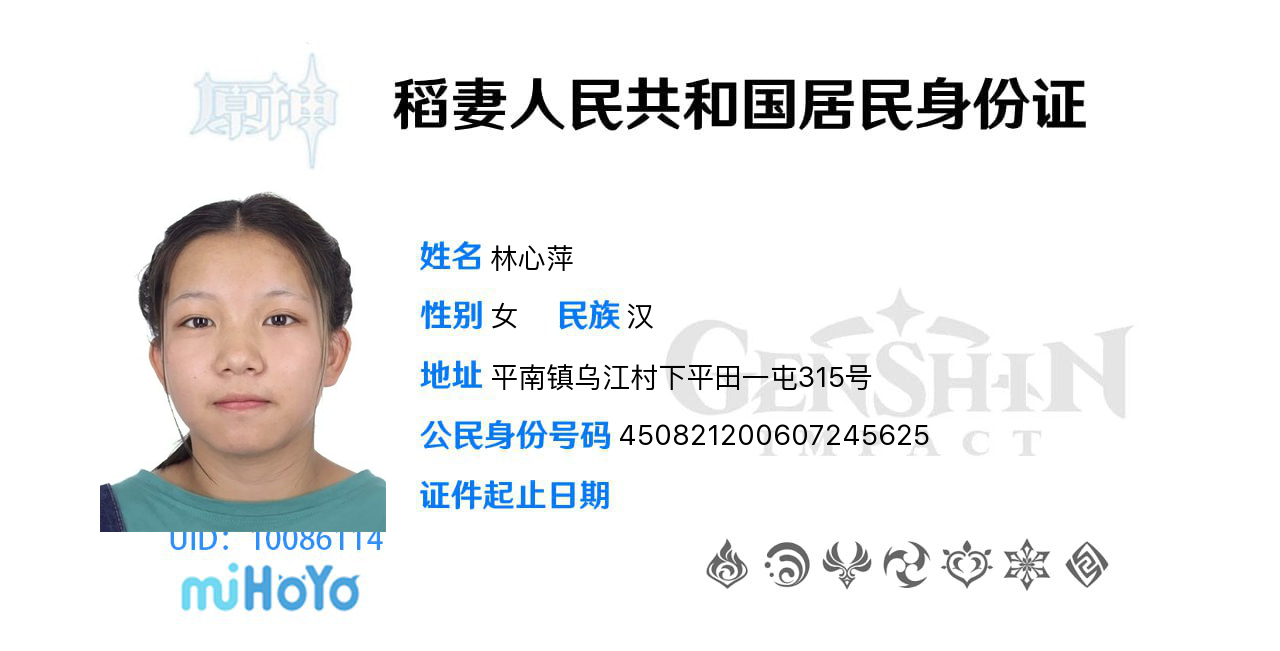 原神
稻妻人民共和国居民身份证
姓名 林心萍
性别 女 民族 汉
地址 平南镇乌江村下平田一屯315号
公民身份号码 450821200607245625
证件起止日期
GENSHIN
IMPACT
UID：10086114
miHoYo